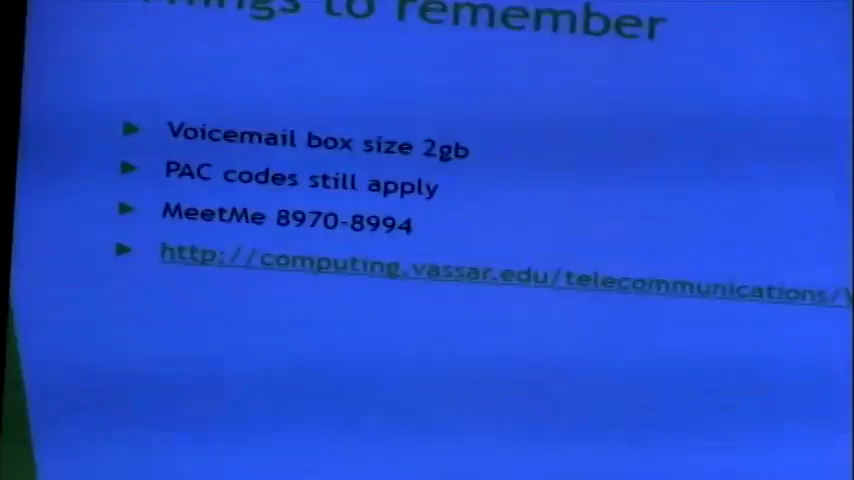 Things to remember
Voicemail box size 2gb
PAC codes still apply
MeetMe 8970-8994
http://computing.vassar.edu/telecommunications/